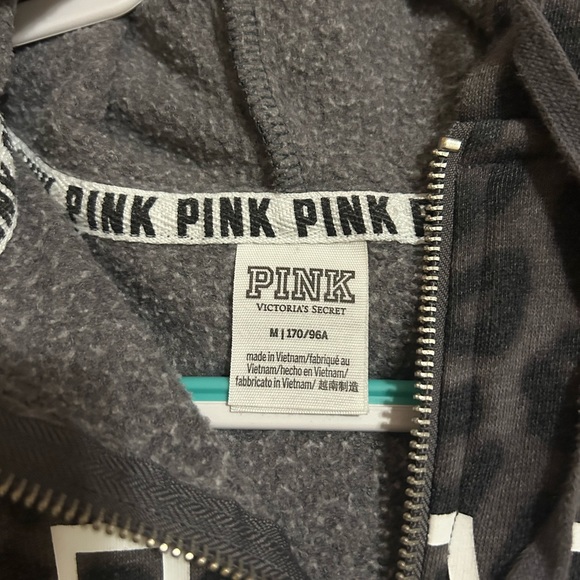 PINK PINK PINK P
PINK
VICTORIA'S SECRET
M | 170/96A
made in Vietnam/fabriqué au
Vietnam/hecho en Vietnam/
fabbricato in Vietnam/ 越南制造